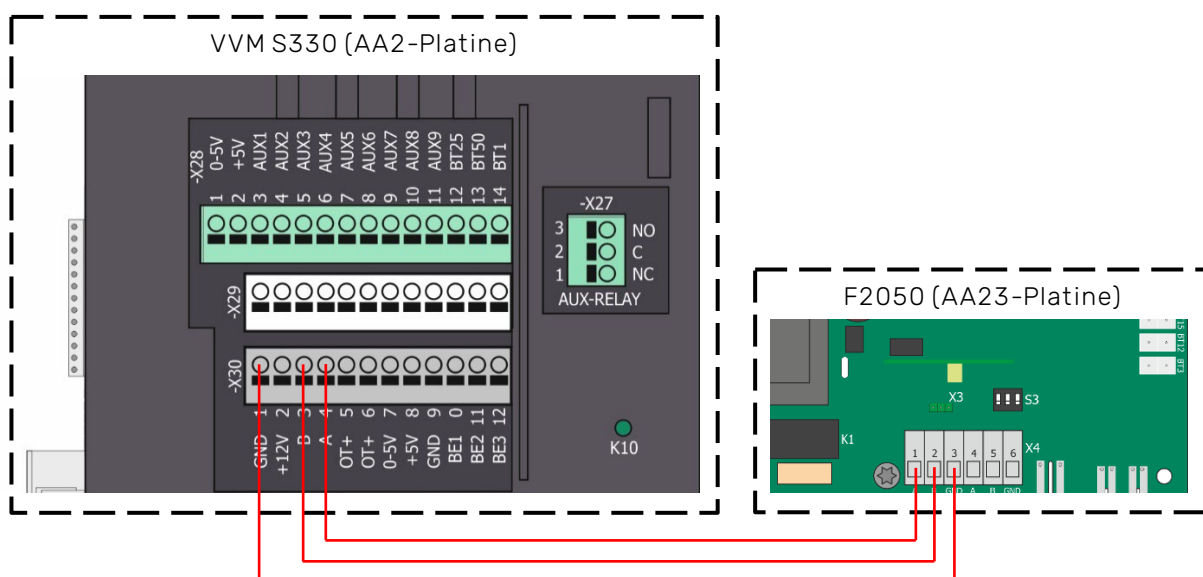 VVM S330 (AA2-Platine)
-X28
0-5V
+5V
AUX1
AUX2
AUX3
AUX4
AUX5
AUX6
AUX7
AUX8
AUX9
BT25
BT50
BT1
1 2 3 4 5 6 7 8 9 10 11 12 13 14
-X27
3 NO
2 C
1 NC
AUX-RELAY
-X29
-X30
1 2 3 4 5 6 7 8 9 0 11 12
GND
+12V
B
A
OT+
OT+
0-5V
+5V
GND
BE1
BE2
BE3
K10
F2050 (AA23-Platine)
BT12
BT3
X3
S3
K1
X4
1 2 3 4 5 6
GND A B GND